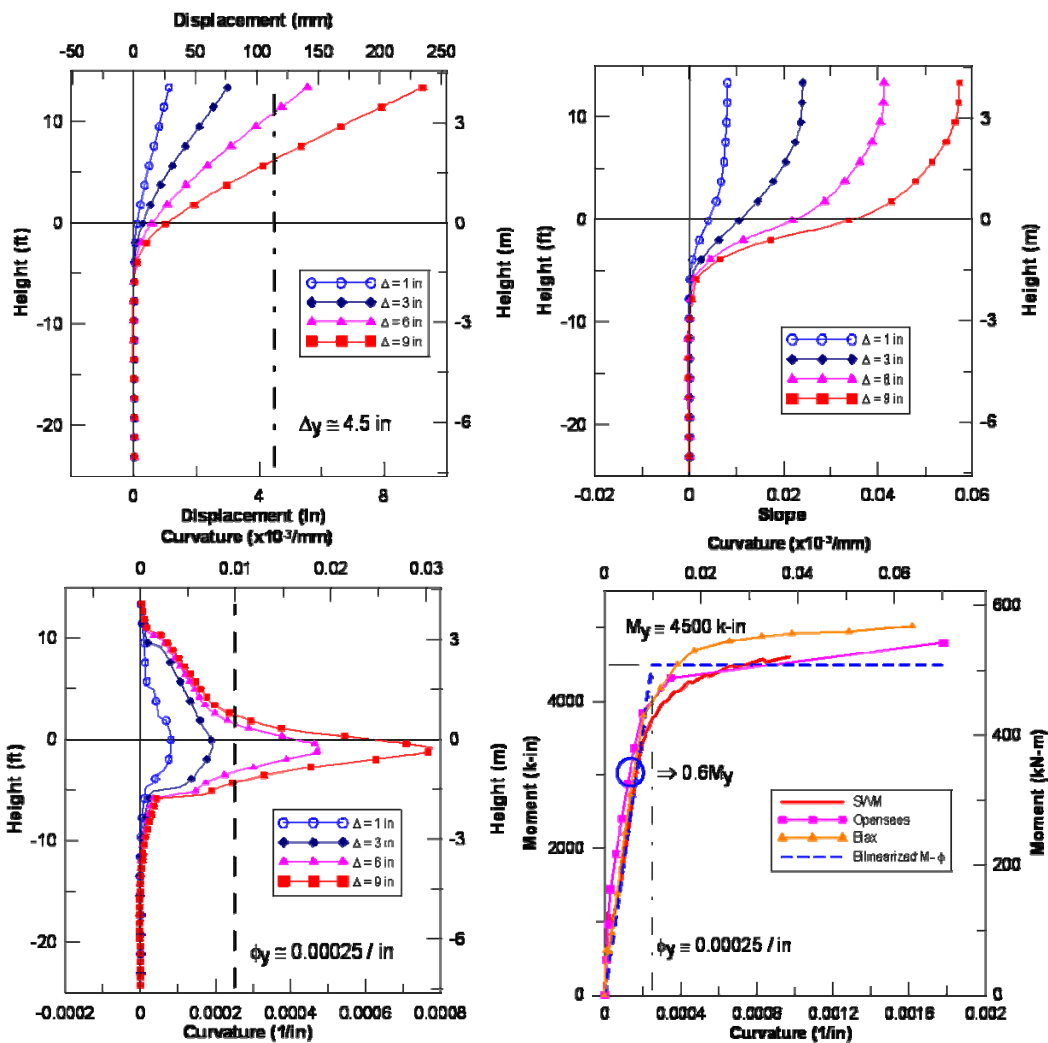 Displacement (mm)
-50 0 50 100 150 200 250
10
0
-10
-20
Height (ft)
3
0
-3
-6
Height (m)
Δ = 1 in
Δ = 3 in
Δ = 6 in
Δ = 9 in
Δy ≅ 4.5 in
0 4 8
Displacement (in)
10
0
-10
-20
Height (ft)
3
0
-3
-6
Height (m)
Δ = 1 in
Δ = 3 in
Δ = 6 in
Δ = 9 in
-0.02 0 0.02 0.04 0.06
Slope
Curvature (x10-3/mm)
0 0.01 0.02 0.03
10
0
-10
-20
Height (ft)
3
0
-3
-6
Height (m)
Δ = 1 in
Δ = 3 in
Δ = 6 in
Δ = 9 in
ϕy ≅ 0.00025 / in
-0.0002 0 0.0002 0.0004 0.0006 0.0008
Curvature (1/in)
Curvature (x10-3/mm)
0 0.02 0.04 0.06
4000
2000
0
Moment (k-in)
600
400
200
0
Moment (kN-m)
My ≅ 4500 k-in
⇒ 0.6My
SWM
Opensees
Biax
Bilinearized M-ϕ
ϕy ≅ 0.00025 / in
0 0.0004 0.0008 0.0012 0.0016 0.002
Curvature (1/in)